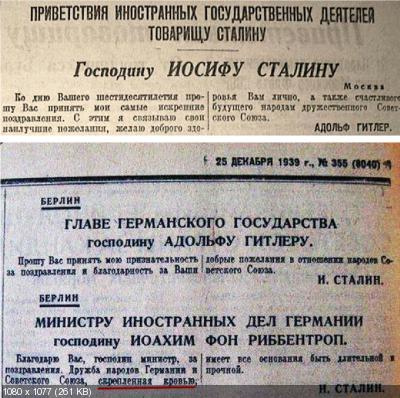 ПРИВЕТСТВИЯ ИНОСТРАННЫХ ГОСУДАРСТВЕННЫХ ДЕЯТЕЛЕЙ
ТОВАРИЩУ СТАЛИНУ
Господину ИОСИФУ СТАЛИНУ
Москва
Ко дню Вашего шестидесятилетия про-
шу Вас принять мои самые искренние
поздравления. С этим я связываю свои
наилучшие пожелания, желаю доброго здо-
ровья Вам лично, а также счастливого
будущего народам дружественного Совет-
ского Союза.
АДОЛЬФ ГИТЛЕР.
25 ДЕКАБРЯ 1939 г., № 355 (8040)
БЕРЛИН
ГЛАВЕ ГЕРМАНСКОГО ГОСУДАРСТВА
господину АДОЛЬФУ ГИТЛЕРУ.
Прошу Вас принять мою признательность
за поздравления и благодарность за Ваши
добрые пожелания в отношении народов Со-
ветского Союза.
И. СТАЛИН.
БЕРЛИН
МИНИСТРУ ИНОСТРАННЫХ ДЕЛ ГЕРМАНИИ
господину ИОАХИМ ФОН РИББЕНТРОП.
Благодарю Вас, господин министр, за
поздравления. Дружба народов Германии и
Советского Союза, скрепленная кровью,
имеет все основания быть длительной и
прочной.
И. СТАЛИН.
1080 x 1077 (261 KB)